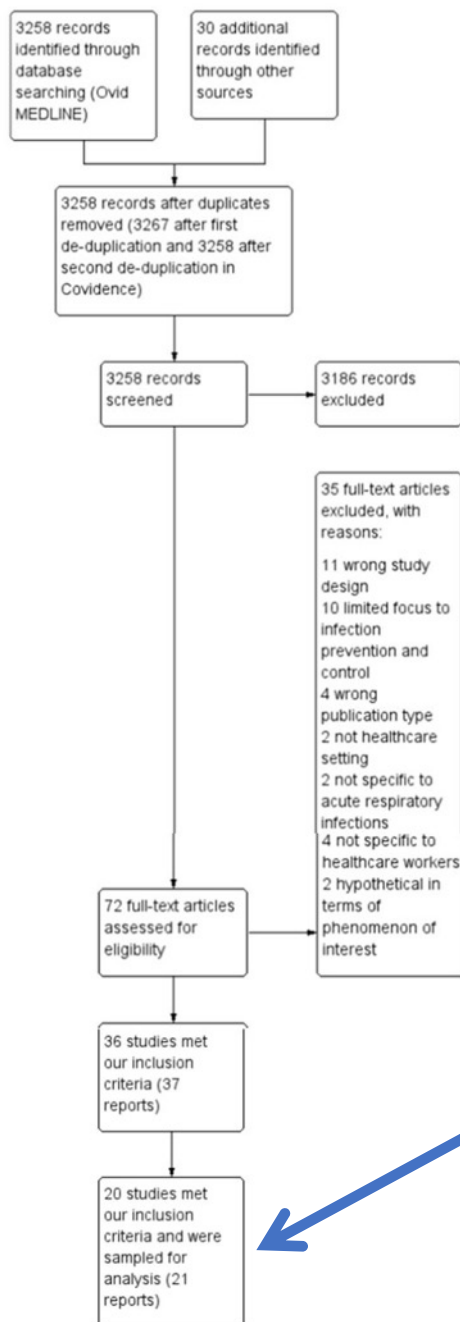 3258 records
identified through
database
searching (Ovid
MEDLINE)
30 additional
records identified
through other
sources
3258 records after duplicates
removed (3267 after first
de-duplication and 3258 after
second de-duplication in
Covidence)
3258 records
screened
3186 records
excluded
35 full-text articles
excluded, with
reasons:
11 wrong study
design
10 limited focus to
infection
prevention and
control
4 wrong
publication type
2 not healthcare
setting
2 not specific to
acute respiratory
infections
4 not specific to
healthcare workers
2 hypothetical in
terms of
phenomenon of
interest
72 full-text articles
assessed for
eligibility
36 studies met
our inclusion
criteria (37
reports)
20 studies met
our inclusion
criteria and were
sampled for
analysis (21
reports)